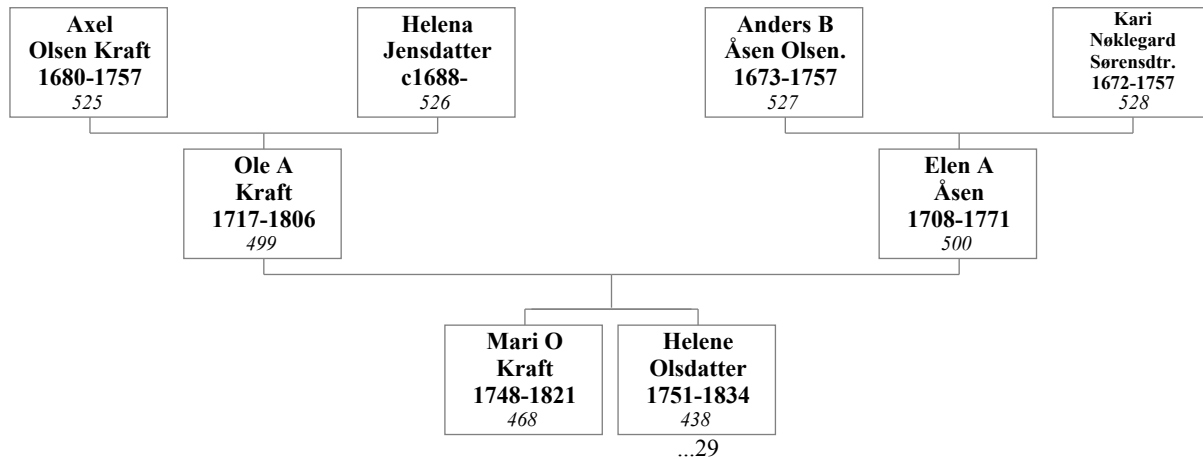 Axel
Olsen Kraft
1680-1757
525
Helena
Jensdatter
c1688-
526
Anders B
Åsen Olsen.
1673-1757
527
Kari
Nøklegard
Sørensdtr.
1672-1757
528
Ole A
Kraft
1717-1806
499
Elen A
Åsen
1708-1771
500
Mari O
Kraft
1748-1821
468
Helene
Olsdatter
1751-1834
438
...29